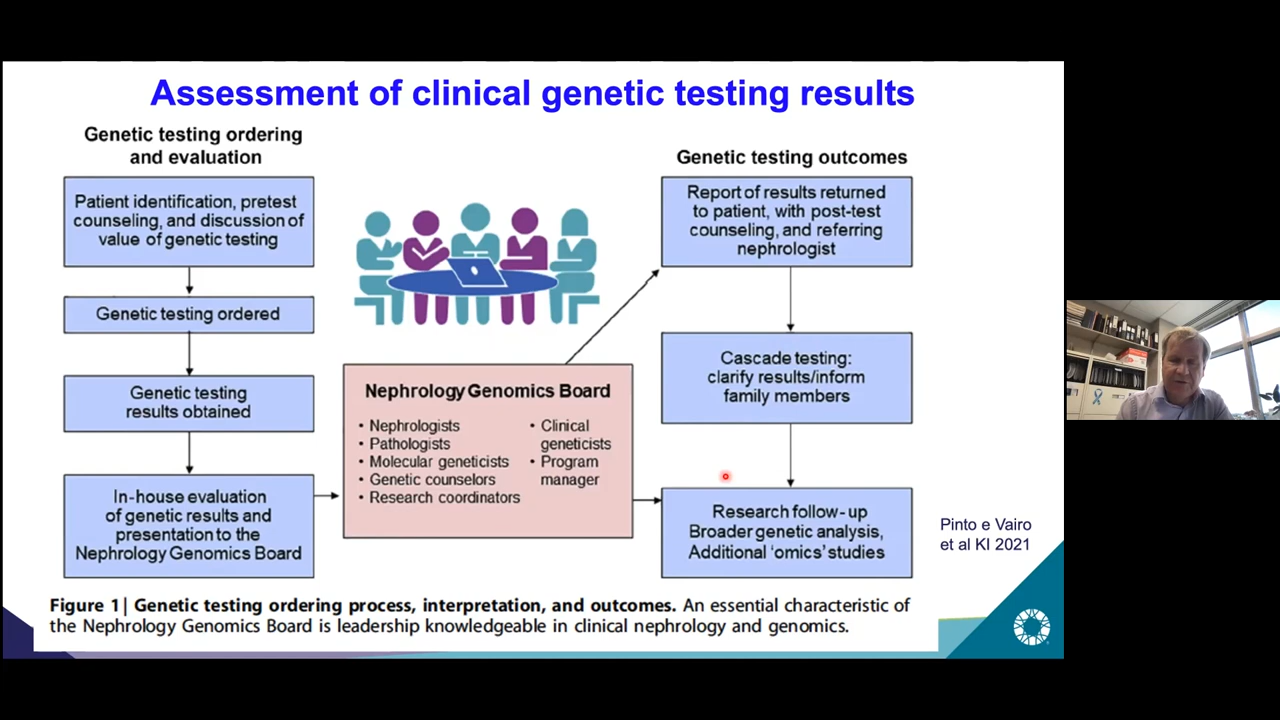 Assessment of clinical genetic testing results
Genetic testing ordering
and evaluation
Patient identification, pretest
counseling, and discussion of
value of genetic testing
Genetic testing ordered
Genetic testing
results obtained
In-house evaluation
of genetic results and
presentation to the
Nephrology Genomics Board
Nephrology Genomics Board
• Nephrologists
• Pathologists
• Molecular geneticists
• Genetic counselors
• Research coordinators
• Clinical
geneticists
• Program
manager
Genetic testing outcomes
Report of results returned
to patient, with post-test
counseling, and referring
nephrologist
Cascade testing:
clarify results/inform
family members
Research follow-up
Broader genetic analysis,
Additional ‘omics’ studies
Pinto e Vairo
et al KI 2021
Figure 1 | Genetic testing ordering process, interpretation, and outcomes. An essential characteristic of
the Nephrology Genomics Board is leadership knowledgeable in clinical nephrology and genomics.